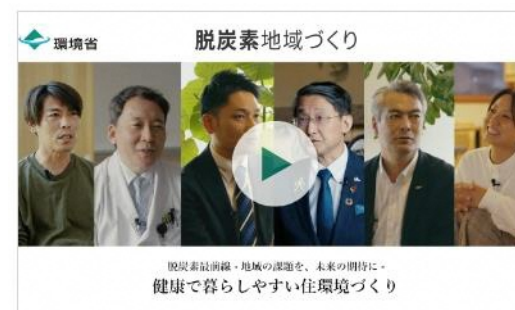 環境省
脱炭素地域づくり
脱炭素最前線 - 地域の課題を、未来の期待に -
健康で暮らしやすい住環境づくり